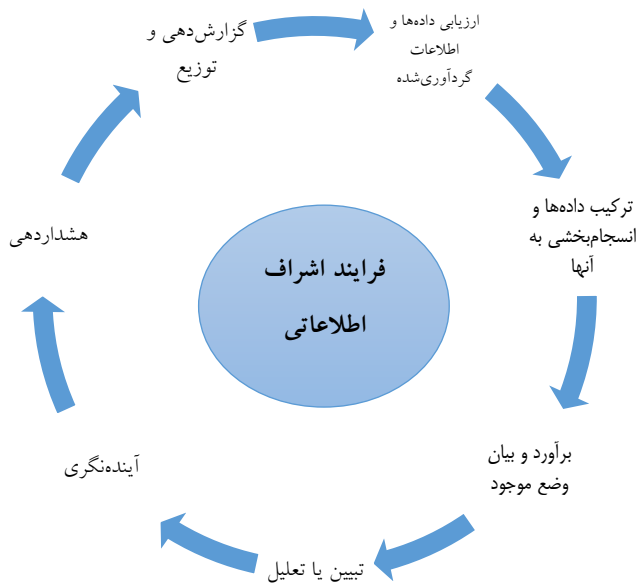 گزارش‌دهی و
توزیع
ارزیابی داده‌ها و
اطلاعات
گردآوری‌شده
ترکیب داده‌ها و
انسجام‌بخشی به
آنها
برآورد و بیان
وضع موجود
تبیین یا تعلیل
آینده‌نگری
هشداردهی
فرایند اشراف
اطلاعاتی